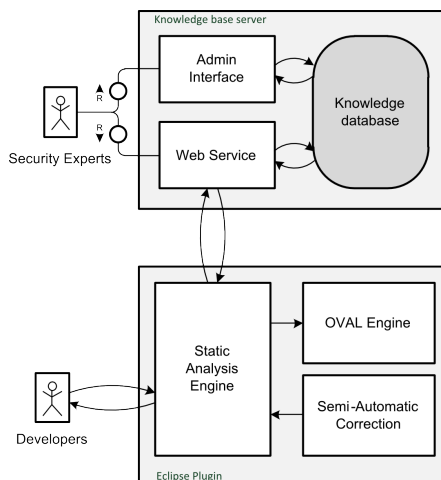 Knowledge base server
Admin
Interface
R
Knowledge
database
R
Security Experts
Web Service
Static
Analysis
Engine
OVAL Engine
Semi-Automatic
Correction
Developers
Eclipse Plugin